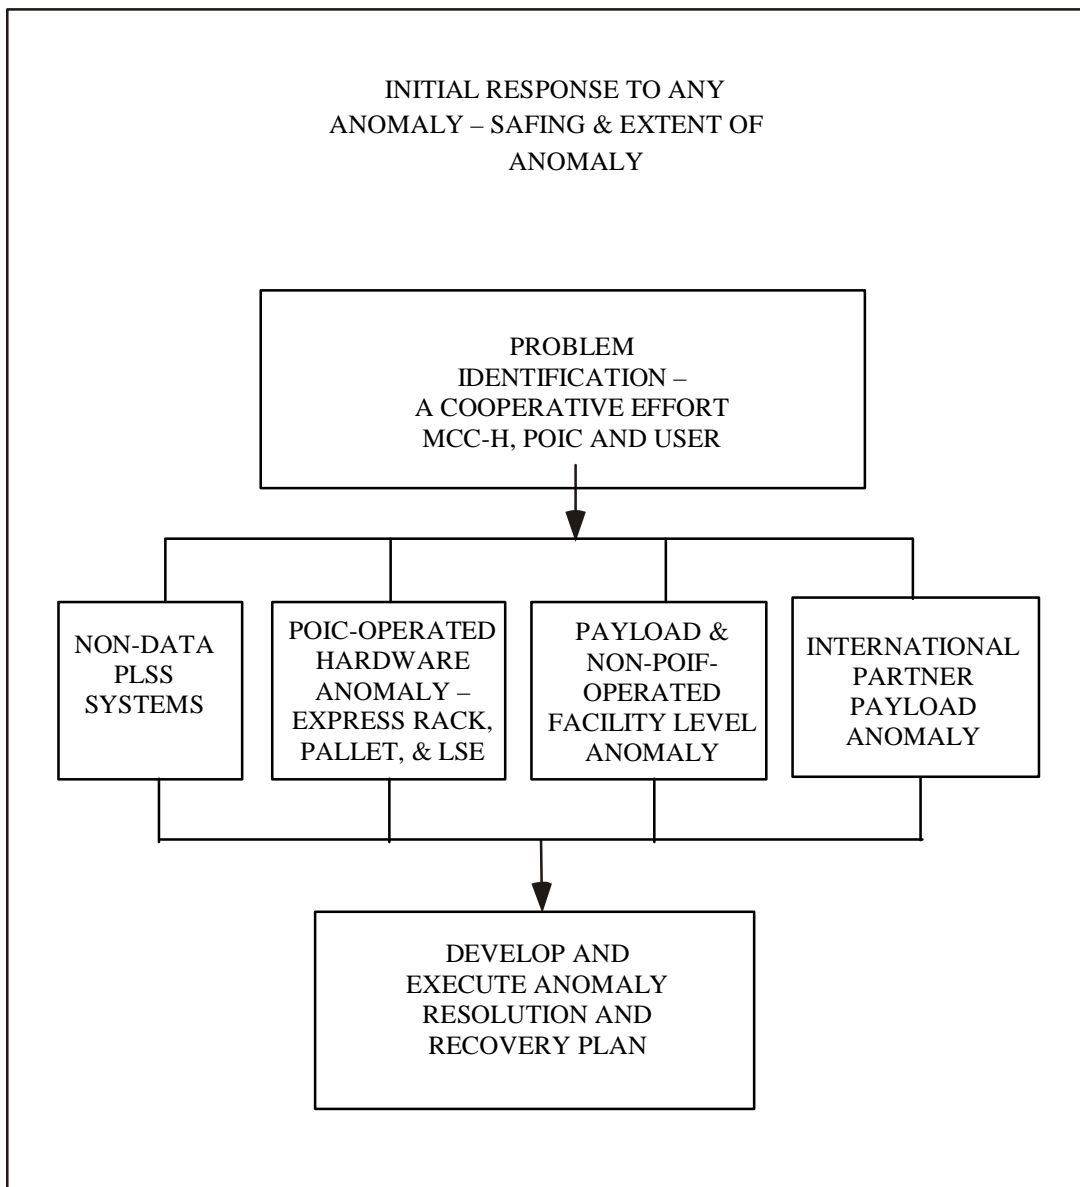 INITIAL RESPONSE TO ANY
ANOMALY – SAFING & EXTENT OF
ANOMALY
PROBLEM
IDENTIFICATION –
A COOPERATIVE EFFORT
MCC-H, POIC AND USER
NON-DATA
PLSS
SYSTEMS
POIC-OPERATED
HARDWARE
ANOMALY –
EXPRESS RACK,
PALLET, & LSE
PAYLOAD &
NON-POIF-
OPERATED
FACILITY LEVEL
ANOMALY
INTERNATIONAL
PARTNER
PAYLOAD
ANOMALY
DEVELOP AND
EXECUTE ANOMALY
RESOLUTION AND
RECOVERY PLAN